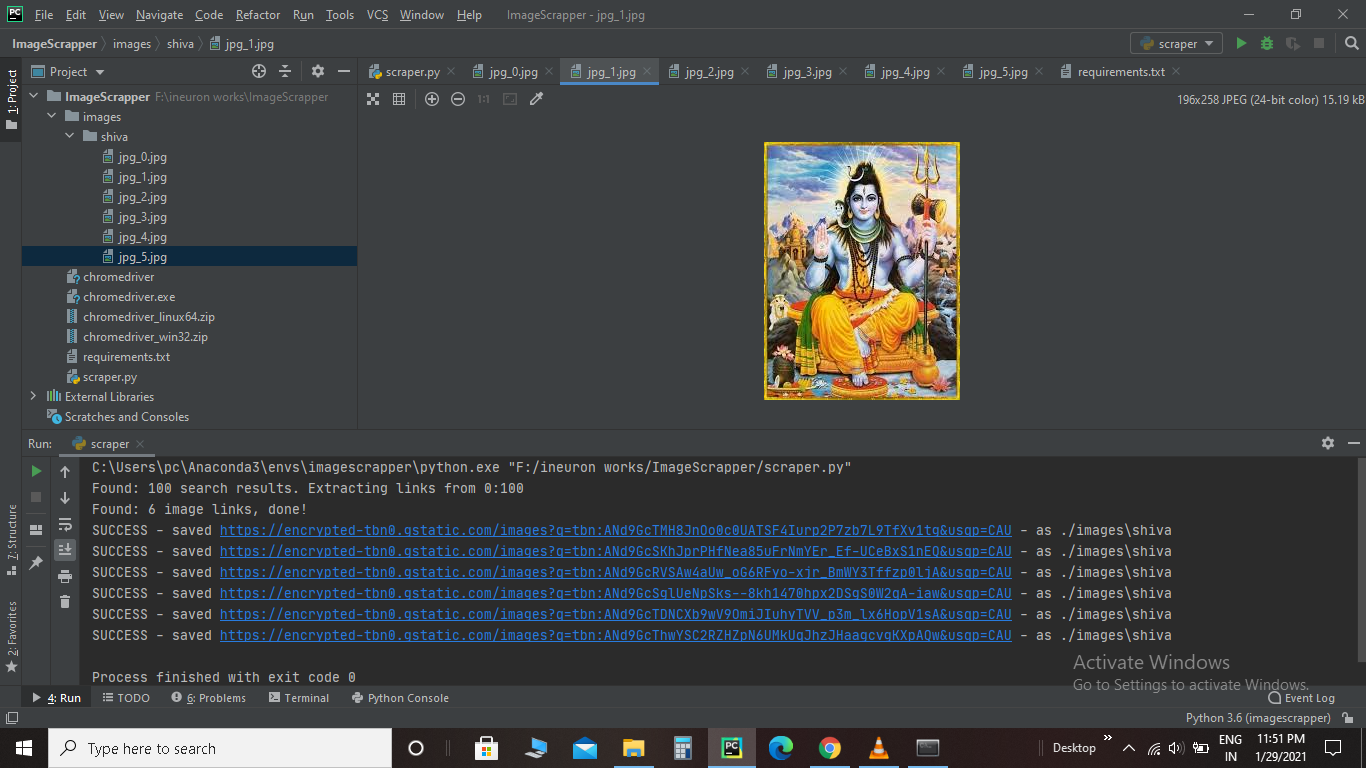 PC File Edit View Navigate Code Refactor Run Tools VCS Window Help ImageScrapper - jpg_1.jpg
ImageScrapper images shiva jpg_1.jpg scraper
1: Project
Project
scraper.py jpg_0.jpg jpg_1.jpg jpg_2.jpg jpg_3.jpg jpg_4.jpg jpg_5.jpg requirements.txt
ImageScrapper F:\ineuron works\ImageScrapper
1:1
196x258 JPEG (24-bit color) 15.19 kB
images
shiva
jpg_0.jpg
jpg_1.jpg
jpg_2.jpg
jpg_3.jpg
jpg_4.jpg
jpg_5.jpg
chromedriver
chromedriver.exe
chromedriver_linux64.zip
chromedriver_win32.zip
requirements.txt
scraper.py
External Libraries
Scratches and Consoles
Run: scraper
C:\Users\pc\Anaconda3\envs\imagescrapper\python.exe "F:/ineuron works/ImageScrapper/scraper.py"
Found: 100 search results. Extracting links from 0:100
Found: 6 image links, done!
SUCCESS - saved https://encrypted-tbn0.gstatic.com/images?q=tbn:ANd9GcTMH8JnOo0c0UATSF4Iurp2P7zb7L9TfXv1tg&usqp=CAU - as ./images\shiva
SUCCESS - saved https://encrypted-tbn0.gstatic.com/images?q=tbn:ANd9GcSKhJprPHfNea85uFrNmYEr_Ef-UCeBxS1nEQ&usqp=CAU - as ./images\shiva
SUCCESS - saved https://encrypted-tbn0.gstatic.com/images?q=tbn:ANd9GcRVSAw4aUw_oG6RFyo-xjr_BmWY3Tffzp0ljA&usqp=CAU - as ./images\shiva
SUCCESS - saved https://encrypted-tbn0.gstatic.com/images?q=tbn:ANd9GcSqlUeNpSks--8kh1470hpx2DSgS0W2qA-iaw&usqp=CAU - as ./images\shiva
SUCCESS - saved https://encrypted-tbn0.gstatic.com/images?q=tbn:ANd9GcTDNCXb9wV9OmiJIuhyTVV_p3m_lx6HopV1sA&usqp=CAU - as ./images\shiva
SUCCESS - saved https://encrypted-tbn0.gstatic.com/images?q=tbn:ANd9GcThwYSC2RZHZpN6UMkUqJhzJHaagcvgKXpAQw&usqp=CAU - as ./images\shiva
Process finished with exit code 0
7: Structure
2: Favorites
Activate Windows
Go to Settings to activate Windows.
4: Run TODO 6: Problems Terminal Python Console Event Log
Python 3.6 (imagescrapper)
Type here to search
PC
Desktop
ENG
IN
11:51 PM
1/29/2021